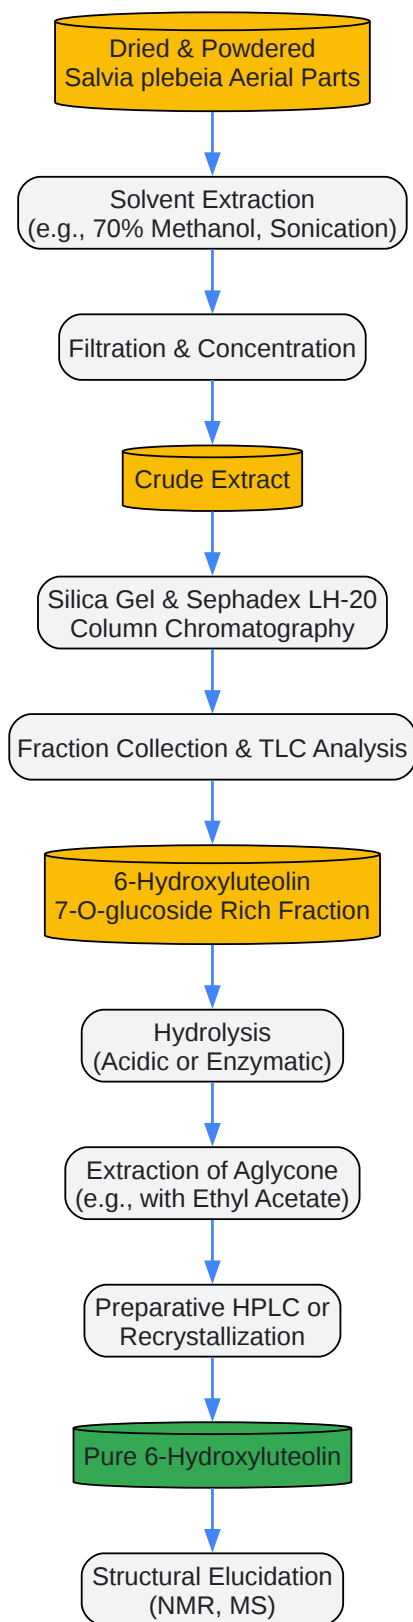 Dried & Powdered
Salvia plebeia Aerial Parts
Solvent Extraction
(e.g., 70% Methanol, Sonication)
Filtration & Concentration
Crude Extract
Silica Gel & Sephadex LH-20
Column Chromatography
Fraction Collection & TLC Analysis
6-Hydroxyluteolin
7-O-glucoside Rich Fraction
Hydrolysis
(Acidic or Enzymatic)
Extraction of Aglycone
(e.g., with Ethyl Acetate)
Preparative HPLC or
Recrystallization
Pure 6-Hydroxyluteolin
Structural Elucidation
(NMR, MS)